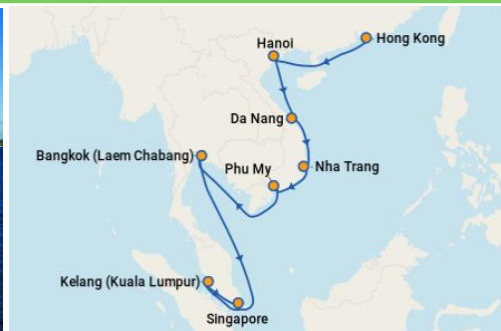 Hong Kong
Hanoi
Da Nang
Bangkok (Laem Chabang)
Phu My
Nha Trang
Kelang (Kuala Lumpur)
Singapore